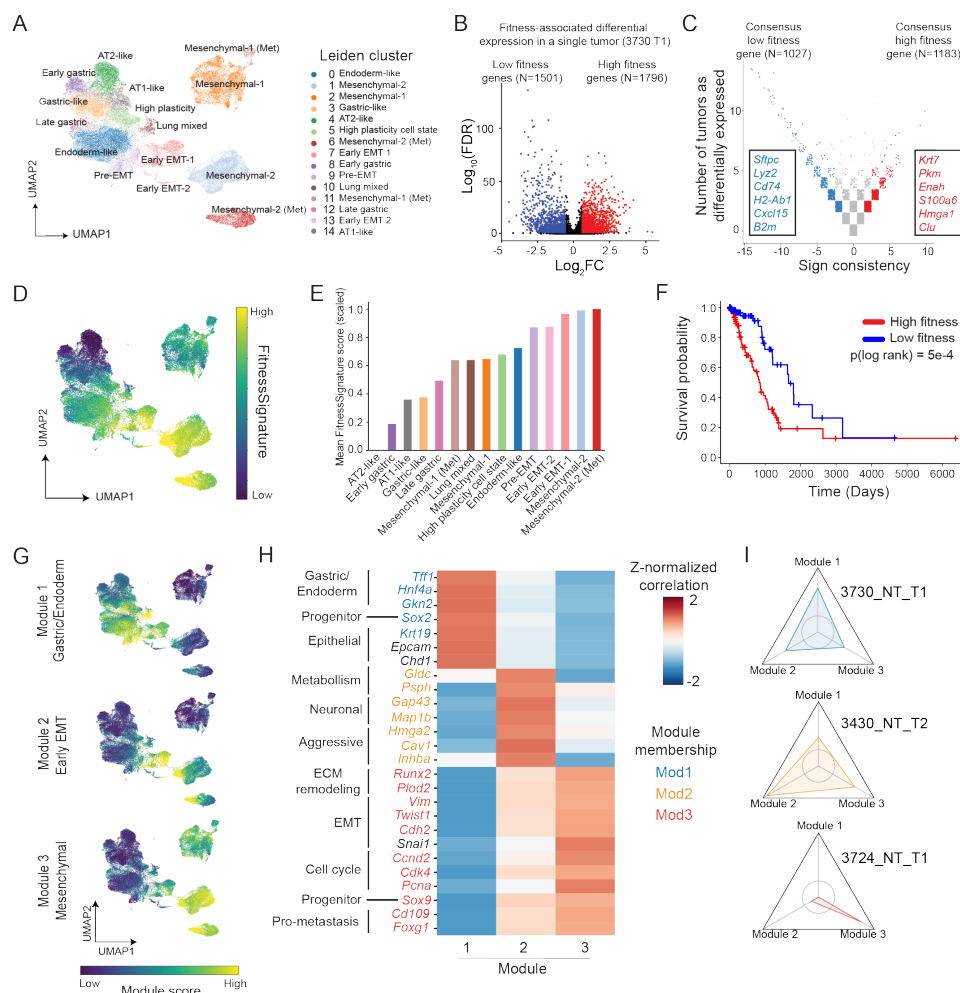 A
AT2-like
Early gastric
AT1-like
Gastric-like
High plasticity
Late gastric
Lung mixed
Endoderm-like
Early EMT-1
Pre-EMT
Early EMT-2
Mesenchymal-1 (Met)
Mesenchymal-1
Mesenchymal-2
Mesenchymal-2 (Met)
UMAP2
UMAP1
Leiden cluster
0 Endoderm-like
1 Mesenchymal-2
2 Mesenchymal-1
3 Gastric-like
4 AT2-like
5 High plasticity cell state
6 Mesenchymal-2 (Met)
7 Early EMT 1
8 Early gastric
9 Pre-EMT
10 Lung mixed
11 Mesenchymal-1 (Met)
12 Late gastric
13 Early EMT 2
14 AT1-like
B
Fitness-associated differential
expression in a single tumor (3730 T1)
Low fitness
genes (N=1501)
High fitness
genes (N=1796)
Log10(FDR)
100
50
0
-5.0 -2.5 0 2.5 5.0
Log2FC
C
Consensus
low fitness
gene (N=1027)
Consensus
high fitness
gene (N=1183)
Number of tumors as
differentially expressed
10
5
0
Sftpc
Lyz2
Cd74
H2-Ab1
Cxcl15
B2m
Krt7
Pkm
Enah
S100a6
Hmga1
Clu
-15 -10 -5 0 5 10
Sign consistency
D
UMAP2
UMAP1
High
FitnessSignature
Low
E
Mean FitnessSignature score (scaled)
1.0
0.8
0.6
0.4
0.2
0.0
AT2-like
Early gastric
AT1-like
Gastric-like
Late gastric
Mesenchymal-1 (Met)
Lung mixed
Mesenchymal-1
High plasticity cell state
Endoderm-like
Pre-EMT
Early EMT-2
Early EMT-1
Mesenchymal-2
Mesenchymal-2 (Met)
F
Survival probability
1.0
0.8
0.6
0.4
0.2
0.0
High fitness
Low fitness
p(log rank) = 5e-4
0 1000 2000 3000 4000 5000 6000
Time (Days)
G
Module 1
Gastric/Endoderm
Module 2
Early EMT
Module 3
Mesenchymal
UMAP2
UMAP1
Low
High
Module score
H
Gastric/
Endoderm
Progenitor
Epithelial
Metabollism
Neuronal
Aggressive
ECM
remodeling
EMT
Cell cycle
Progenitor
Pro-metastasis
Tff1
Hnf4a
Gkn2
Sox2
Krt19
Epcam
Chd1
Gldc
Psph
Gap43
Map1b
Hmga2
Cav1
Inhba
Runx2
Plod2
Vim
Twist1
Cdh2
Snai1
Ccnd2
Cdk4
Pcna
Sox9
Cd109
Foxg1
1 2 3
Module
Z-normalized
correlation
2
-2
Module
membership
Mod1
Mod2
Mod3
I
Module 1
3730_NT_T1
Module 2
Module 3
Module 1
3430_NT_T2
Module 2
Module 3
Module 1
3724_NT_T1
Module 2
Module 3